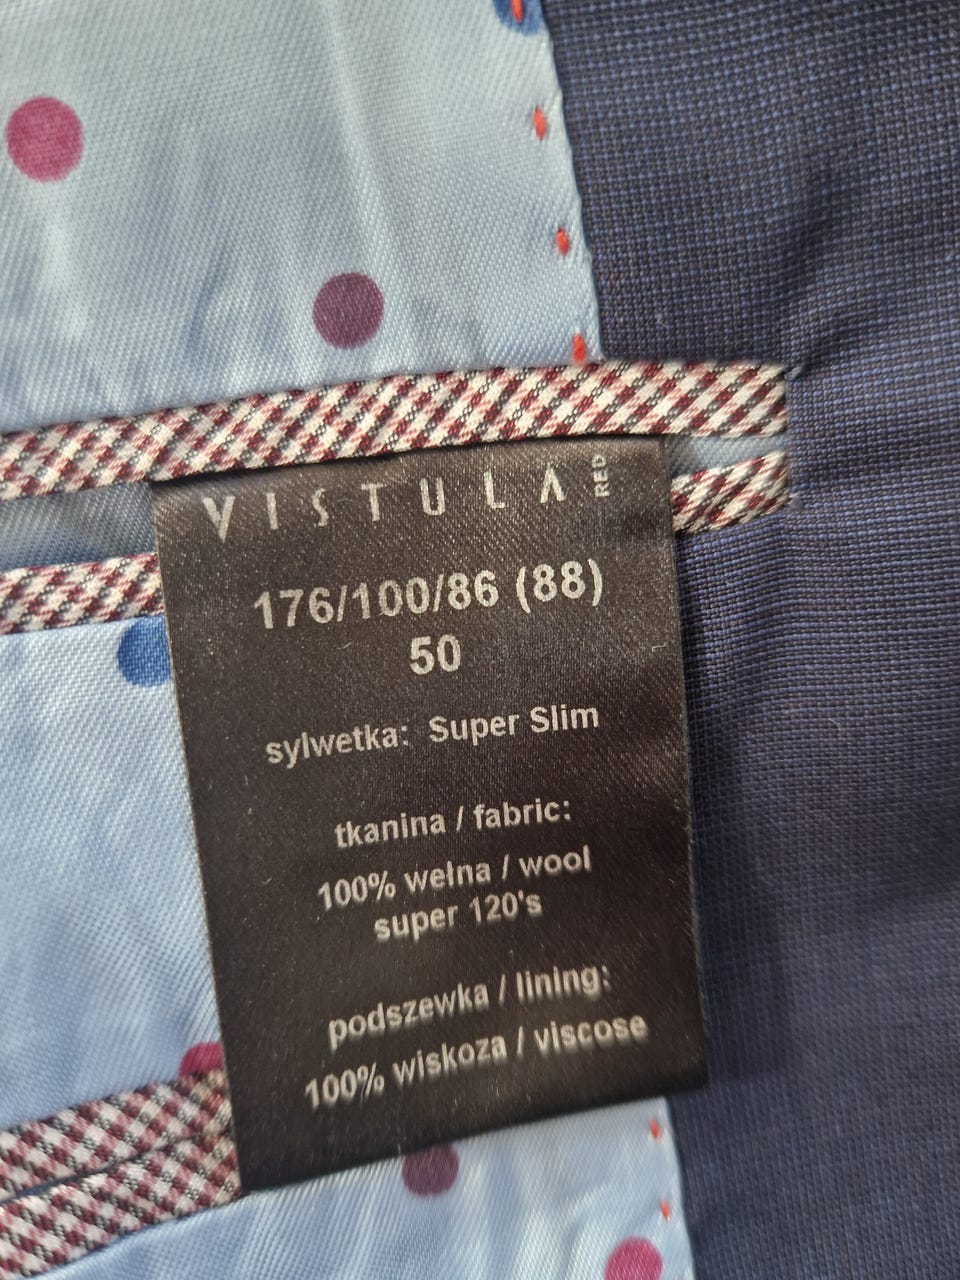 VISTULA RED
176/100/86 (88)
50
sylwetka: Super Slim
tkanina / fabric:
100% wełna / wool
super 120's
podszewka / lining:
100% wiskoza / viscose